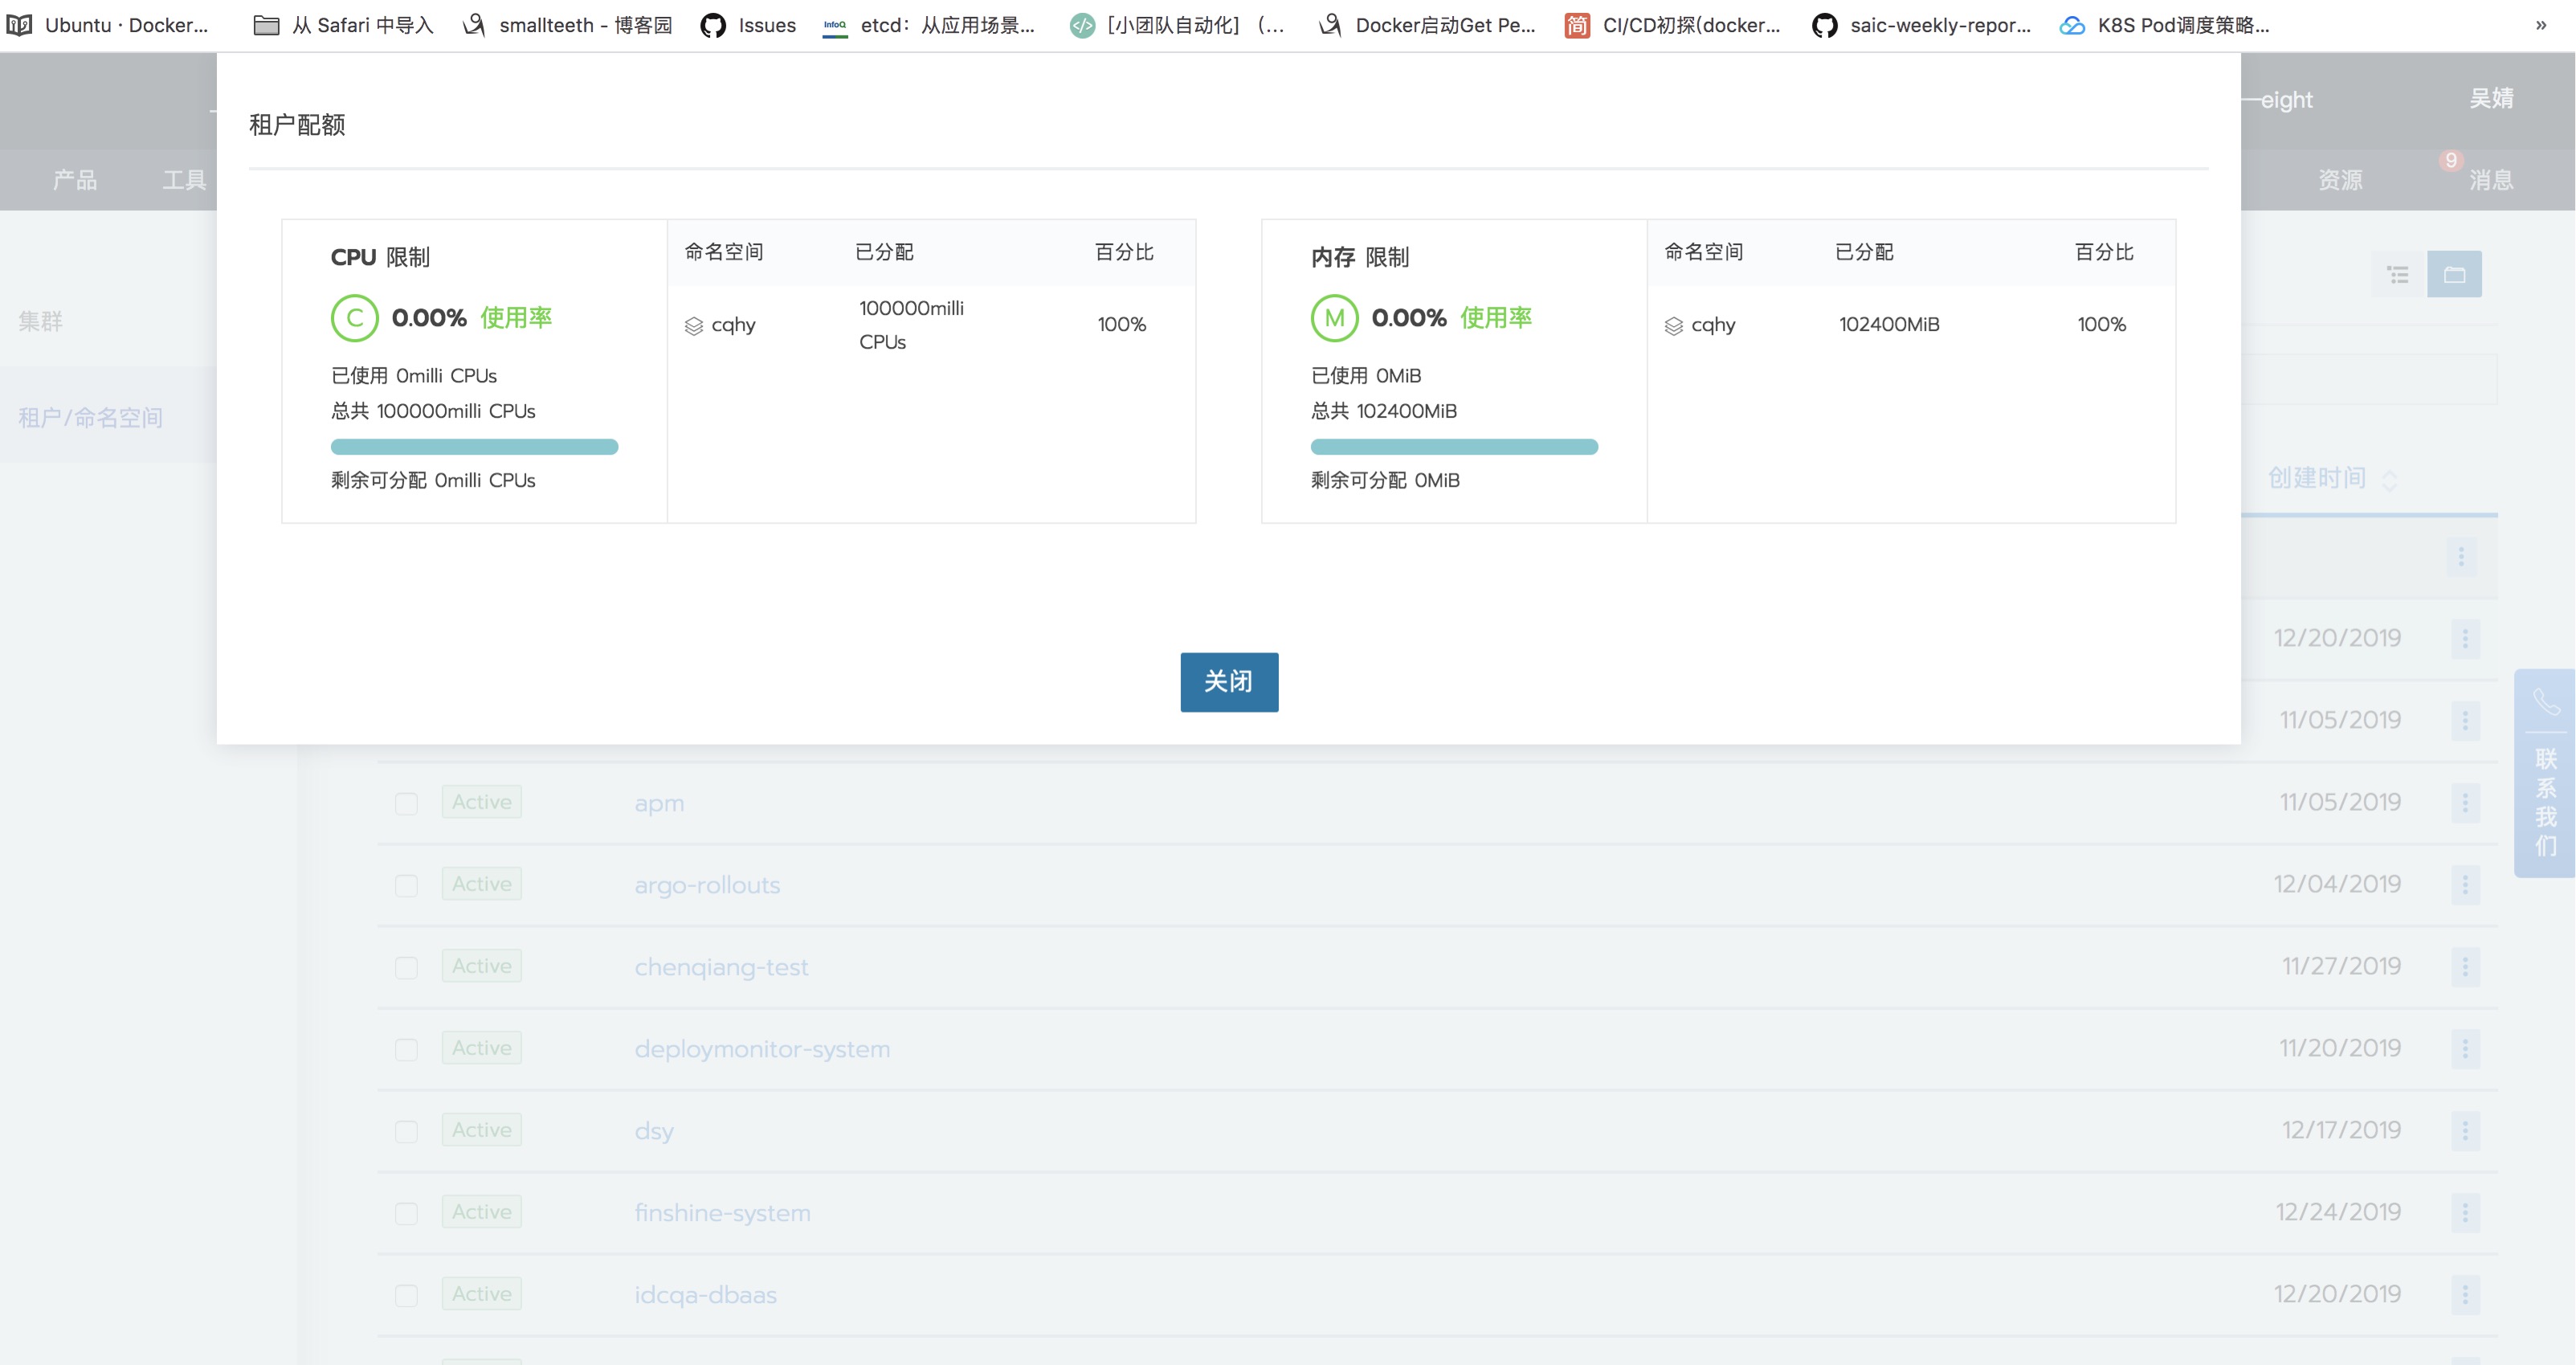 Ubuntu · Docker... 从 Safari 中导入 smallteeth - 博客园 Issues InfoQ etcd：从应用场景... [小团队自动化] (... Docker启动Get Pe... 简 CI/CD初探(docker... saic-weekly-repor... K8S Pod调度策略... »
eight 吴婧
产品 工具 资源 9 消息
租户配额
CPU 限制
C 0.00% 使用率
已使用 0milli CPUs
总共 100000milli CPUs
剩余可分配 0milli CPUs
命名空间 已分配 百分比
cqhy 100000milli CPUs 100%
内存 限制
M 0.00% 使用率
已使用 0MiB
总共 102400MiB
剩余可分配 0MiB
命名空间 已分配 百分比
cqhy 102400MiB 100%
关闭
集群
租户/命名空间
创建时间
12/20/2019
11/05/2019
Active apm 11/05/2019
Active argo-rollouts 12/04/2019
Active chenqiang-test 11/27/2019
Active deploymonitor-system 11/20/2019
Active dsy 12/17/2019
Active finshine-system 12/24/2019
Active idcqa-dbaas 12/20/2019
联系我们